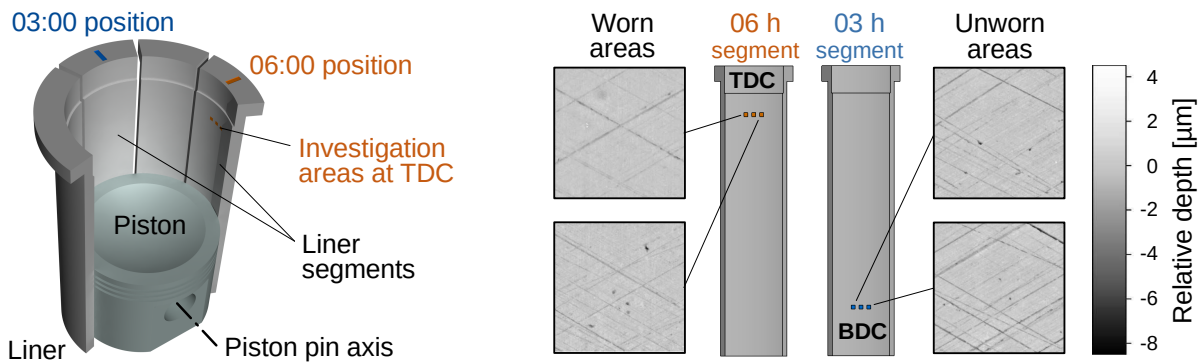 03:00 position
06:00 position
Investigation
areas at TDC
Piston
Liner
segments
Piston pin axis
Liner
Worn
areas
06 h
segment
03 h
segment
Unworn
areas
TDC
BDC
4
2
0
-2
-4
-6
-8
Relative depth [µm]